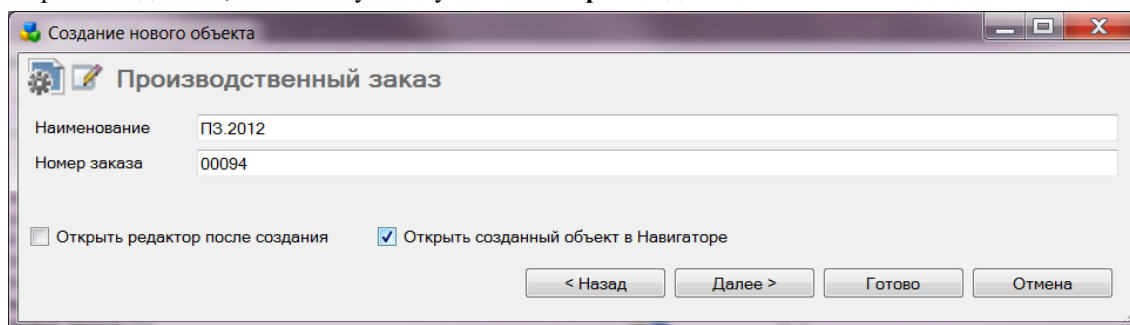 Создание нового объекта
Производственный заказ
Наименование ПЗ.2012
Номер заказа 00094
Открыть редактор после создания Открыть созданный объект в Навигаторе
< Назад Далее > Готово Отмена